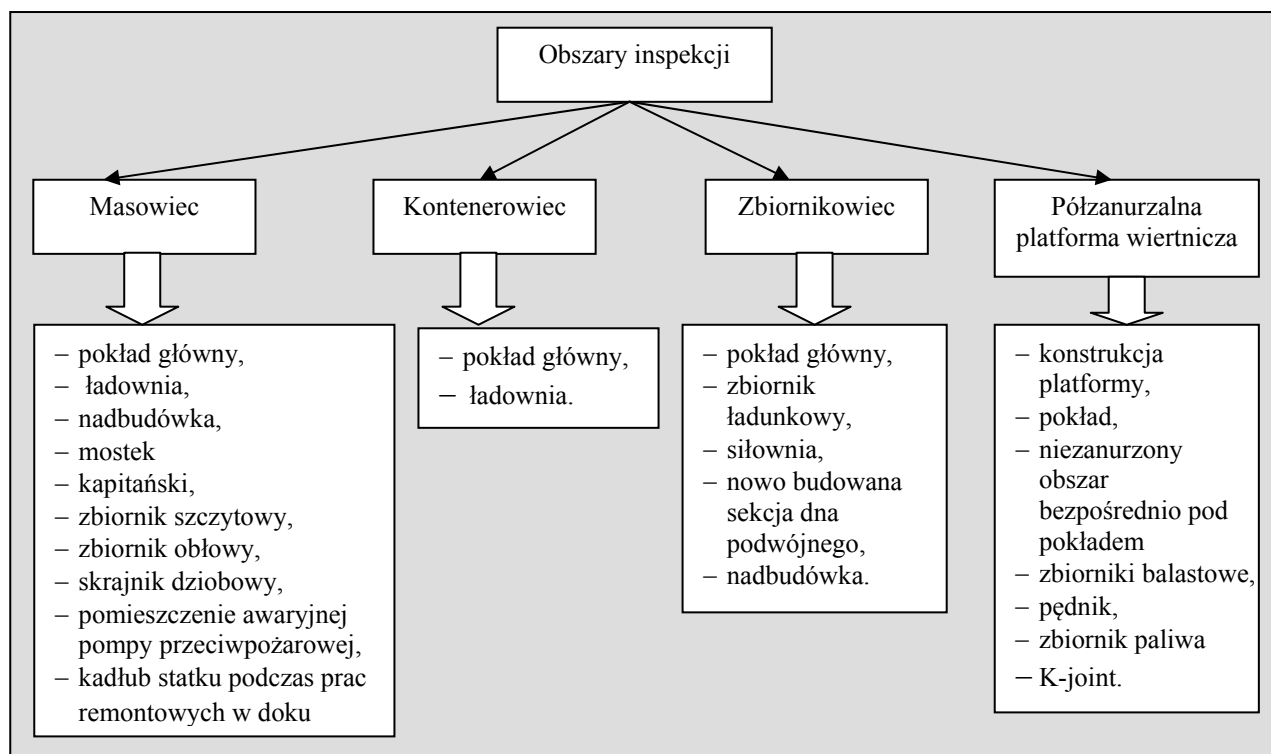 Obszary inspekcji
Masowiec
Kontenerowiec
Zbiornikowiec
Półzanurzalna
platforma wiertnicza
– pokład główny,
– ładownia,
– nadbudówka,
– mostek
– kapitański,
– zbiornik szczytowy,
– zbiornik obłowy,
– skrajnik dziobowy,
– pomieszczenie awaryjnej
pompy przeciwpożarowej,
– kadłub statku podczas prac
remontowych w doku
– pokład główny,
– ładownia.
– pokład główny,
– zbiornik
ładunkowy,
– siłownia,
– nowo budowana
sekcja dna
podwójnego,
– nadbudówka.
– konstrukcja
platformy,
– pokład,
– niezanurzony
obszar
bezpośrednio pod
pokładem
– zbiorniki balastowe,
– pędnik,
– zbiornik paliwa
– K-joint.